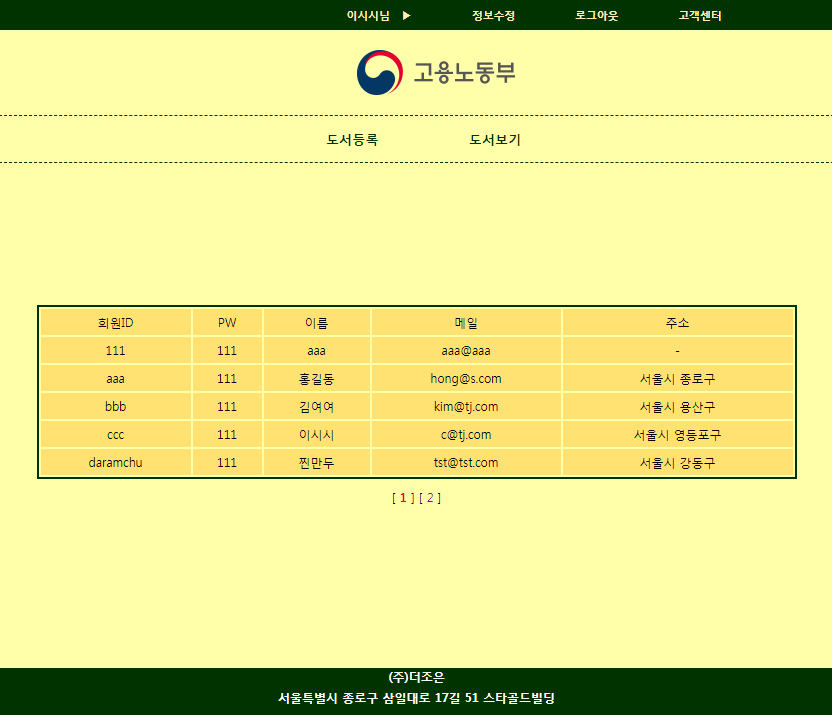 이시시님 ▶ 정보수정 로그아웃 고객센터
고용노동부
도서등록 도서보기
회원ID PW 이름 메일 주소
111 111 aaa aaa@aaa -
aaa 111 홍길동 hong@s.com 서울시 종로구
bbb 111 김여여 kim@tj.com 서울시 용산구
ccc 111 이시시 c@tj.com 서울시 영등포구
daramchu 111 찐만두 tst@tst.com 서울시 강동구
[ 1 ] [ 2 ]
(주)더조은
서울특별시 종로구 삼일대로 17길 51 스타골드빌딩